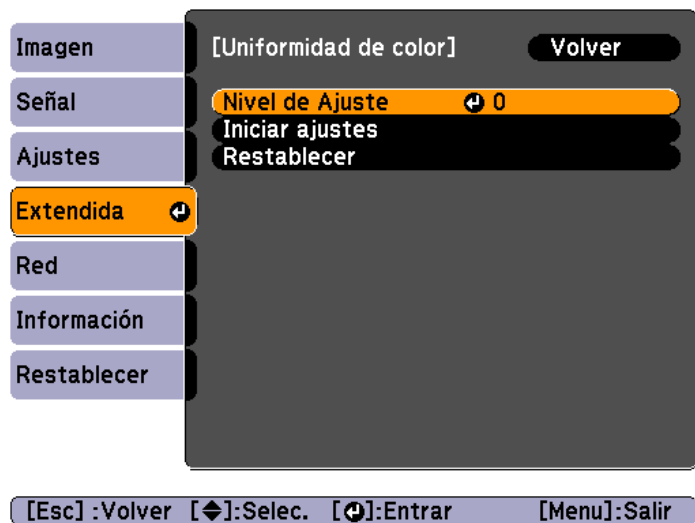 Imagen
Señal
Ajustes
Extendida
Red
Información
Restablecer
[Uniformidad de color] Volver
Nivel de Ajuste 0
Iniciar ajustes
Restablecer
[Esc] :Volver [◆]:Selec. [↵]:Entrar [Menu]:Salir